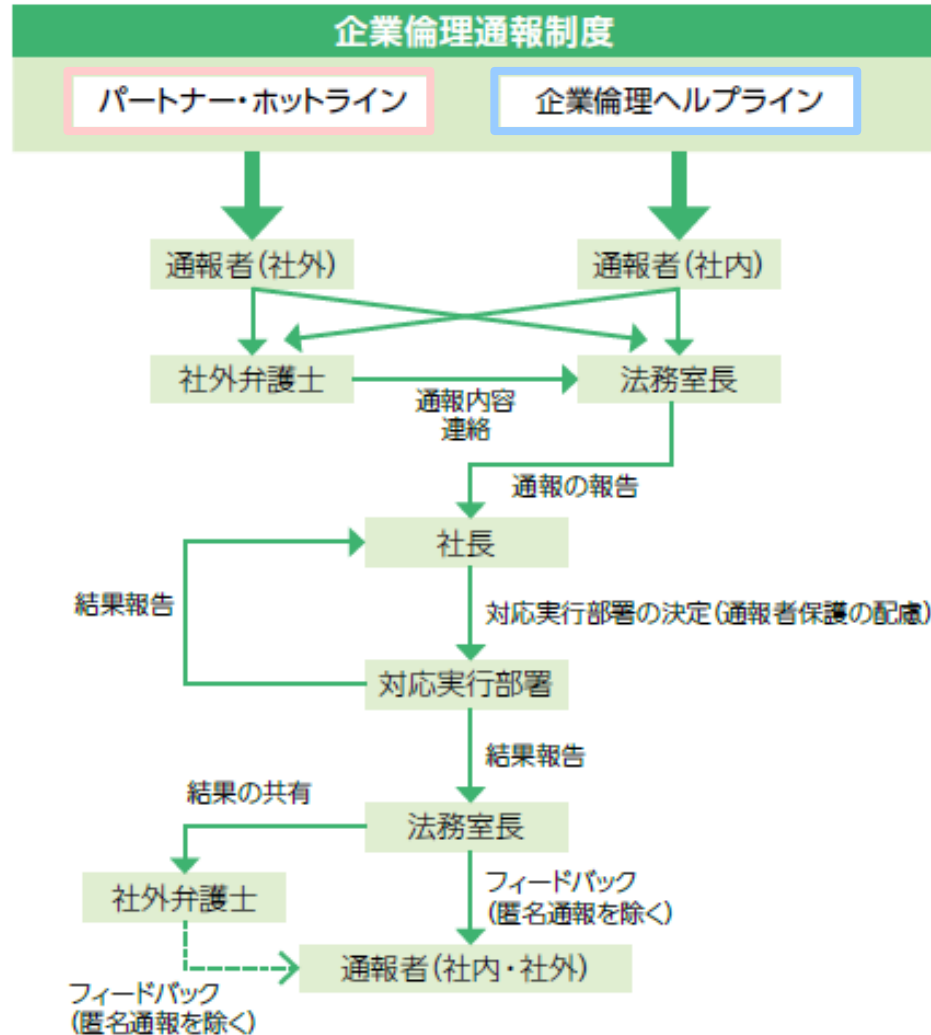 企業倫理通報制度
パートナー・ホットライン
企業倫理ヘルプライン
通報者(社外)
通報者(社内)
社外弁護士
法務室長
通報内容
連絡
通報の報告
社長
結果報告
対応実行部署の決定(通報者保護の配慮)
対応実行部署
結果報告
結果の共有
法務室長
社外弁護士
フィードバック
(匿名通報を除く)
通報者(社内・社外)
フィードバック
(匿名通報を除く)